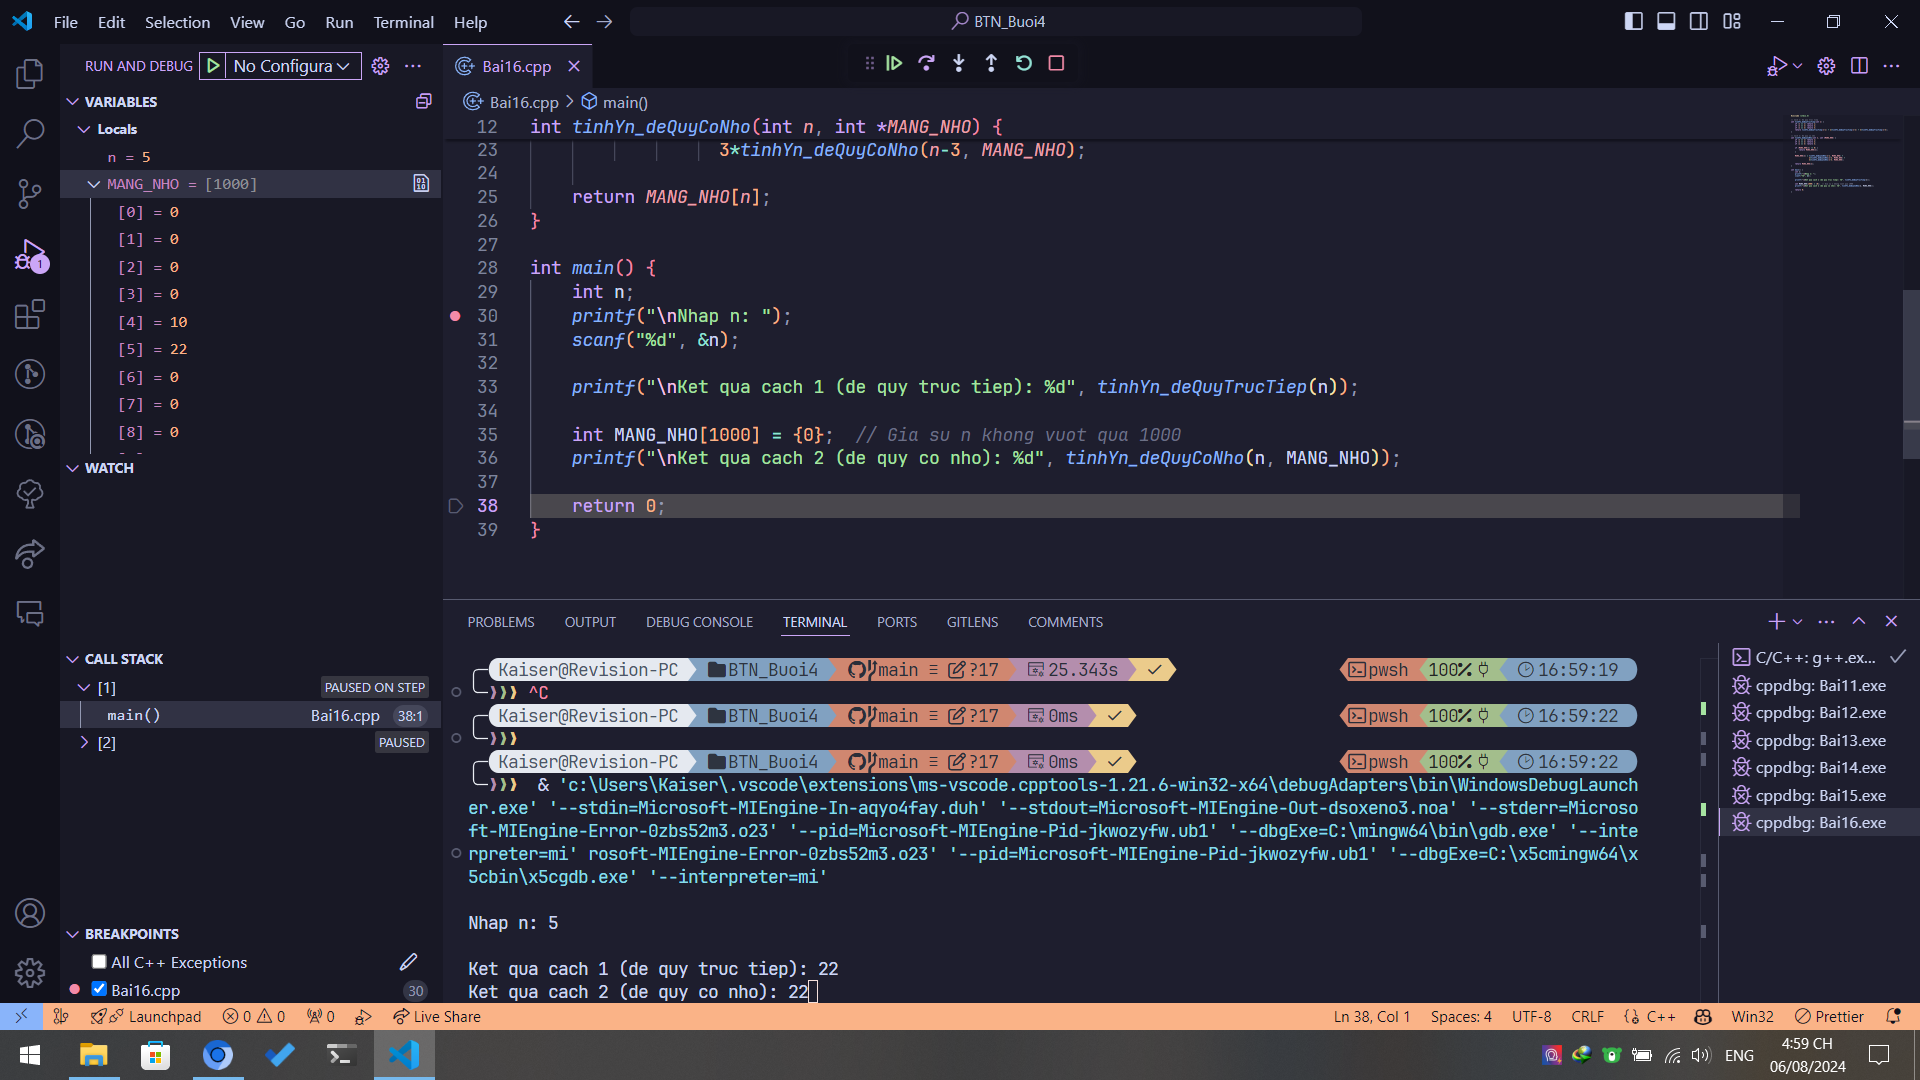 File Edit Selection View Go Run Terminal Help
BTN_Buoi4
RUN AND DEBUG No Configura
VARIABLES
Locals
n = 5
MANG_NHO = [1000]
[0] = 0
[1] = 0
[2] = 0
[3] = 0
[4] = 10
[5] = 22
[6] = 0
[7] = 0
[8] = 0
WATCH
CALL STACK
[1] PAUSED ON STEP
main() Bai16.cpp 38:1
[2] PAUSED
BREAKPOINTS
All C++ Exceptions
Bai16.cpp 30
1
Bai16.cpp
Bai16.cpp > main()
12 int tinhYn_deQuyCoNho(int n, int *MANG_NHO) {
23 3*tinhYn_deQuyCoNho(n-3, MANG_NHO);
24
25 return MANG_NHO[n];
26 }
27
28 int main() {
29 int n;
30 printf("\nNhap n: ");
31 scanf("%d", &n);
32
33 printf("\nKet qua cach 1 (de quy truc tiep): %d", tinhYn_deQuyTrucTiep(n));
34
35 int MANG_NHO[1000] = {0};  // Gia su n khong vuot qua 1000
36 printf("\nKet qua cach 2 (de quy co nho): %d", tinhYn_deQuyCoNho(n, MANG_NHO));
37
38 return 0;
39 }
PROBLEMS OUTPUT DEBUG CONSOLE TERMINAL PORTS GITLENS COMMENTS
Kaiser@Revision-PC BTN_Buoi4 main ≡ ?17 25.343s pwsh 100% 16:59:19
^C
Kaiser@Revision-PC BTN_Buoi4 main ≡ ?17 0ms pwsh 100% 16:59:22
Kaiser@Revision-PC BTN_Buoi4 main ≡ ?17 0ms pwsh 100% 16:59:22
& 'c:\Users\Kaiser\.vscode\extensions\ms-vscode.cpptools-1.21.6-win32-x64\debugAdapters\bin\WindowsDebugLaunch
er.exe' '--stdin=Microsoft-MIEngine-In-aqyo4fay.duh' '--stdout=Microsoft-MIEngine-Out-dsoxeno3.noa' '--stderr=Microso
ft-MIEngine-Error-0zbs52m3.o23' '--pid=Microsoft-MIEngine-Pid-jkwozyfw.ub1' '--dbgExe=C:\mingw64\bin\gdb.exe' '--inte
rpreter=mi' rosoft-MIEngine-Error-0zbs52m3.o23' '--pid=Microsoft-MIEngine-Pid-jkwozyfw.ub1' '--dbgExe=C:\x5cmingw64\x
5cbin\x5cgdb.exe' '--interpreter=mi'
Nhap n: 5
Ket qua cach 1 (de quy truc tiep): 22
Ket qua cach 2 (de quy co nho): 22
C/C++: g++.ex...
cppdbg: Bai11.exe
cppdbg: Bai12.exe
cppdbg: Bai13.exe
cppdbg: Bai14.exe
cppdbg: Bai15.exe
cppdbg: Bai16.exe
Launchpad 0 0 0 Live Share Ln 38, Col 1 Spaces: 4 UTF-8 CRLF {} C++ Win32 Prettier
ENG
4:59 CH
06/08/2024